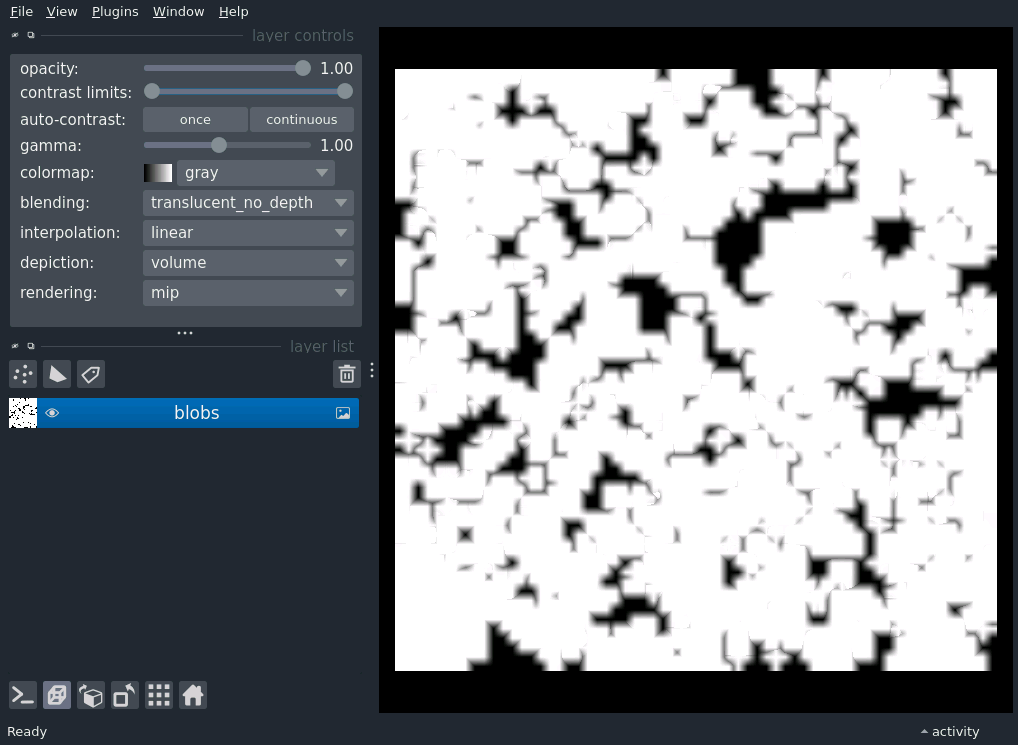 File View Plugins Window Help
layer controls
opacity: 1.00
contrast limits:
auto-contrast: once continuous
gamma: 1.00
colormap: gray
blending: translucent_no_depth
interpolation: linear
depiction: volume
rendering: mip
layer list
blobs
Ready activity